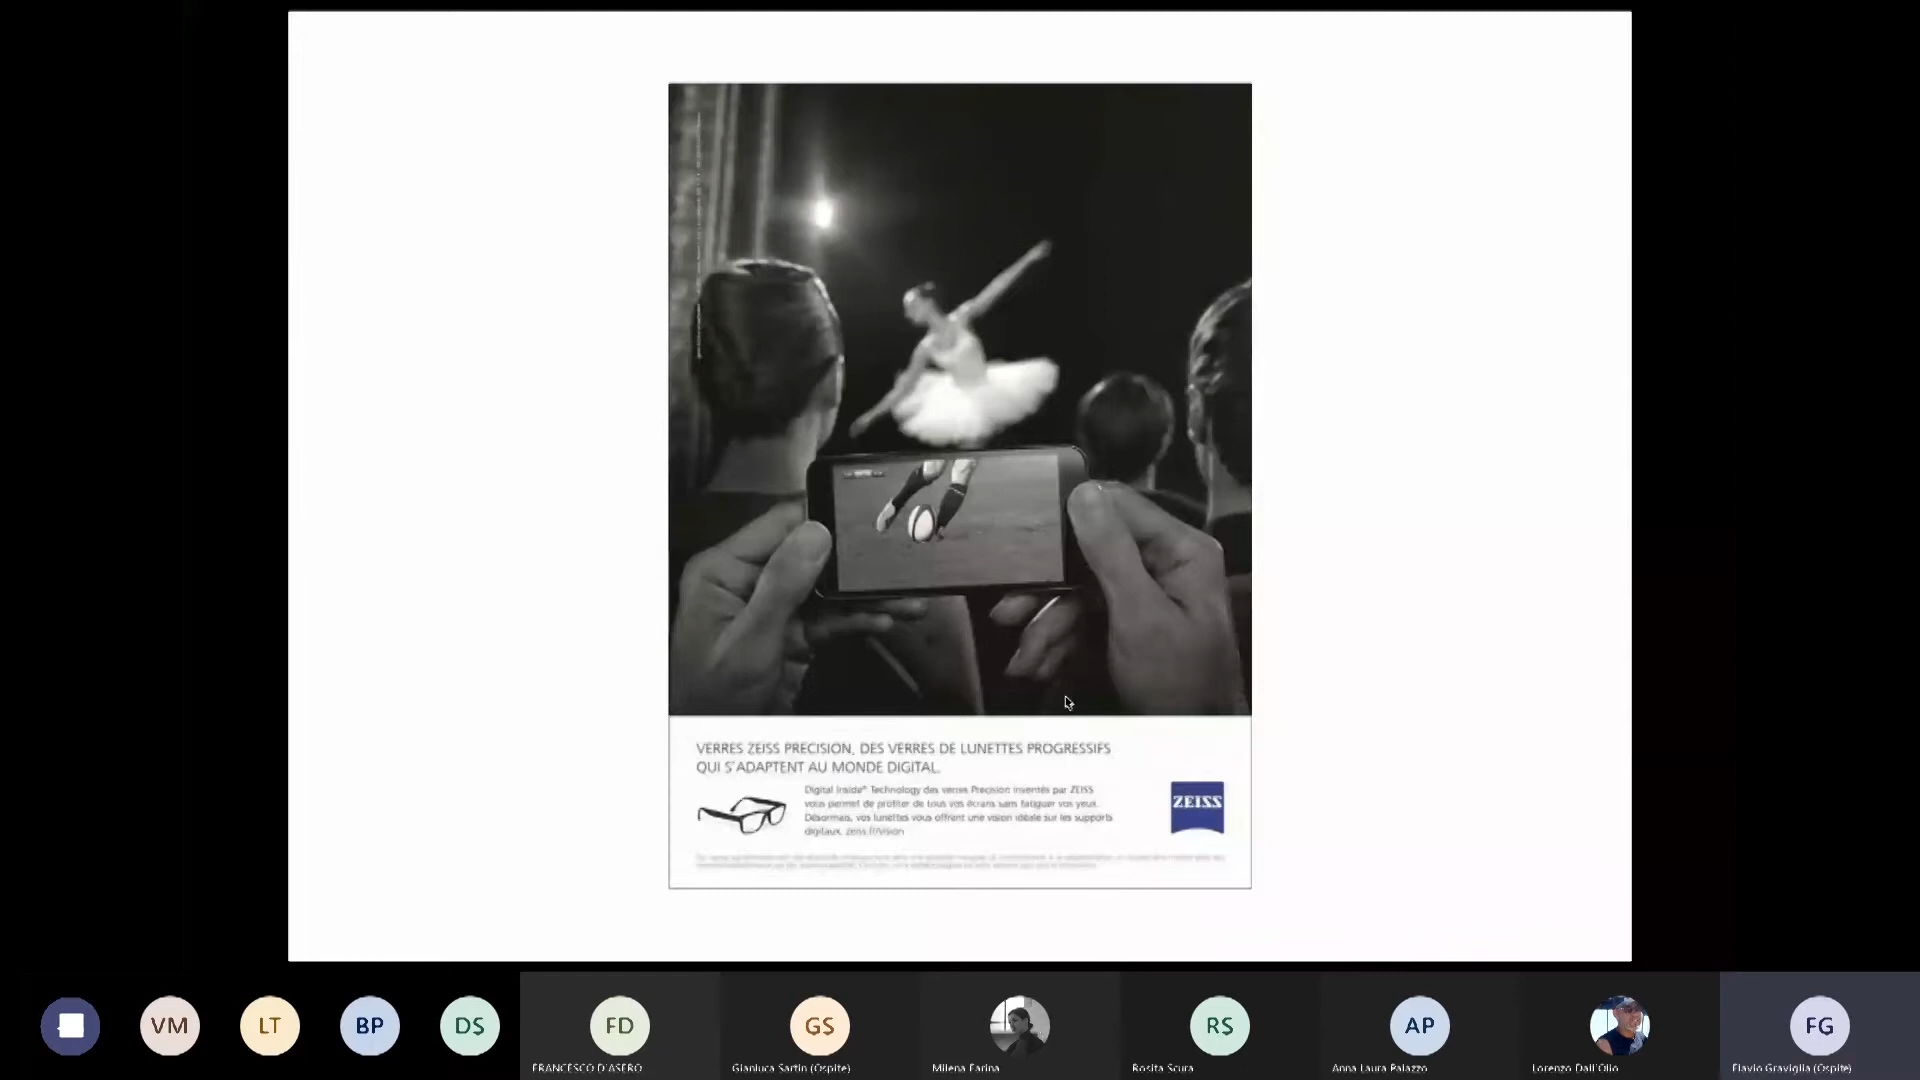 VERRES ZEISS PRECISION, DES VERRES DE LUNETTES PROGRESSIFS
QUI S'ADAPTENT AU MONDE DIGITAL.
Digital Inside® Technology des verres Precision inventés par ZEISS
vous permet de profiter de tous vos écrans sans fatiguer vos yeux.
Désormais, vos lunettes vous offrent une vision idéale sur les supports
digitaux. zeiss.fr/vision
ZEISS
VM
LT
BP
DS
FD
GS
RS
AP
FG
FRANCESCO D'ASERO
Gianluca Sartin (Ospite)
Milena Farina
Rosita Scura
Anna Laura Palazzo
Lorenzo Dall'Olio
Flavio Graviglia (Ospite)